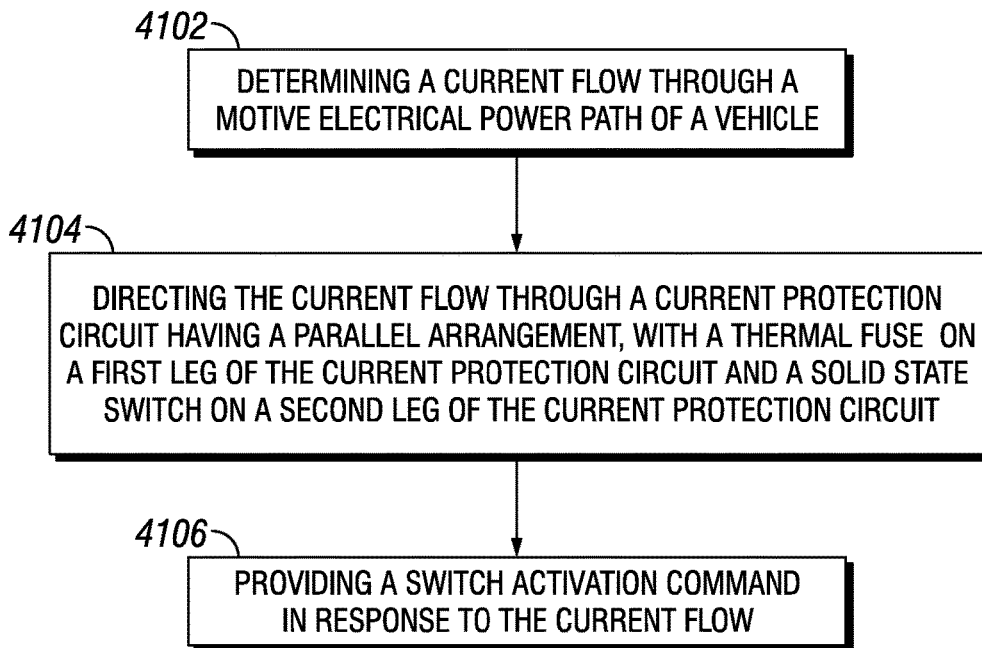 4102
DETERMINING A CURRENT FLOW THROUGH A
MOTIVE ELECTRICAL POWER PATH OF A VEHICLE
4104
DIRECTING THE CURRENT FLOW THROUGH A CURRENT PROTECTION
CIRCUIT HAVING A PARALLEL ARRANGEMENT, WITH A THERMAL FUSE ON
A FIRST LEG OF THE CURRENT PROTECTION CIRCUIT AND A SOLID STATE
SWITCH ON A SECOND LEG OF THE CURRENT PROTECTION CIRCUIT
4106
PROVIDING A SWITCH ACTIVATION COMMAND
IN RESPONSE TO THE CURRENT FLOW